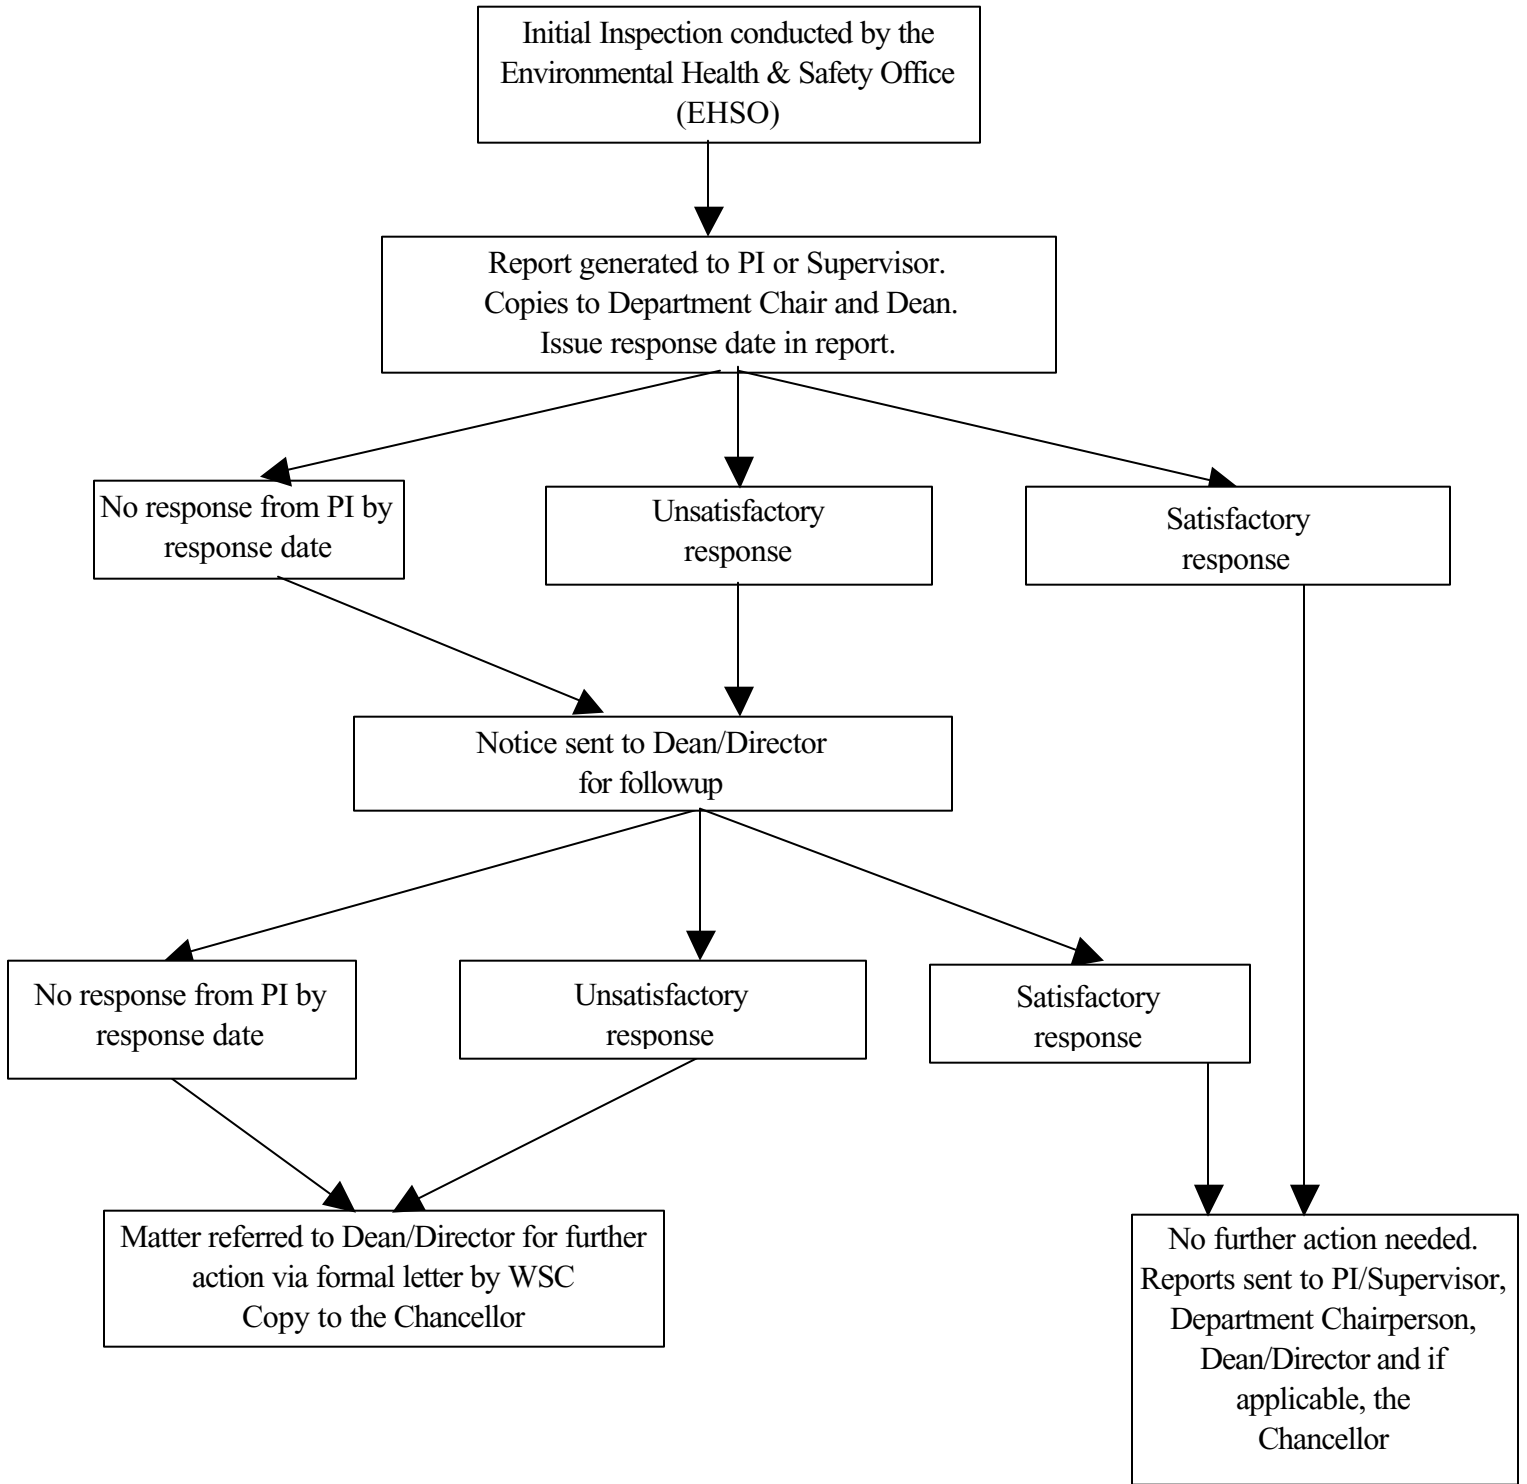 Initial Inspection conducted by the
Environmental Health & Safety Office
(EHSO)
Report generated to PI or Supervisor.
Copies to Department Chair and Dean.
Issue response date in report.
No response from PI by
response date
Unsatisfactory
response
Satisfactory
response
Notice sent to Dean/Director
for followup
No response from PI by
response date
Unsatisfactory
response
Satisfactory
response
Matter referred to Dean/Director for further
action via formal letter by WSC
Copy to the Chancellor
No further action needed.
Reports sent to PI/Supervisor,
Department Chairperson,
Dean/Director and if
applicable, the
Chancellor